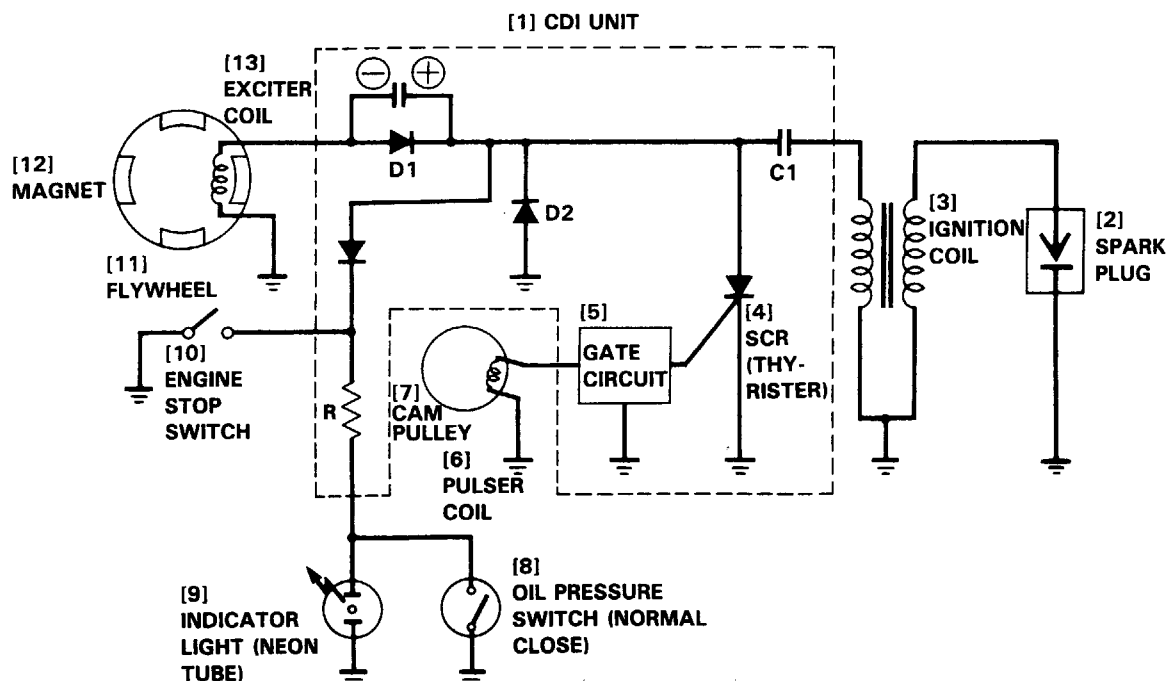 [1] CDI UNIT
[13]
EXCITER
COIL
− +
[12]
MAGNET
D1
C1
D2
[3]
IGNITION
COIL
[2]
SPARK
PLUG
[11]
FLYWHEEL
[10]
ENGINE
STOP
SWITCH
R
[7]
CAM
PULLEY
[5]
GATE
CIRCUIT
[4]
SCR
(THY-
RISTER)
[6]
PULSER
COIL
[9]
INDICATOR
LIGHT (NEON
TUBE)
[8]
OIL PRESSURE
SWITCH (NORMAL
CLOSE)